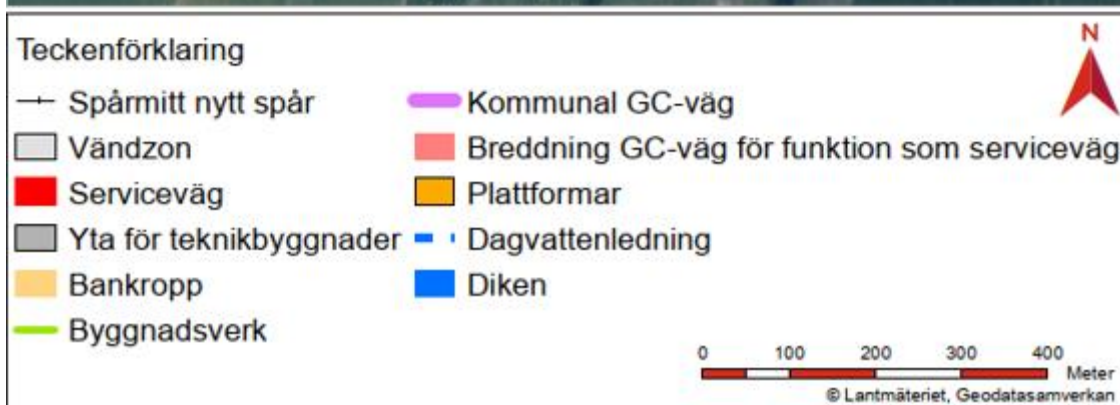 Teckenförklaring
Spårmitt nytt spår
Vändzon
Serviceväg
Yta för teknikbyggnader
Bankropp
Byggnadsverk
Kommunal GC-väg
Breddning GC-väg för funktion som serviceväg
Plattformar
Dagvattenledning
Diken
N
0 100 200 300 400
Meter
© Lantmäteriet, Geodatasamverkan